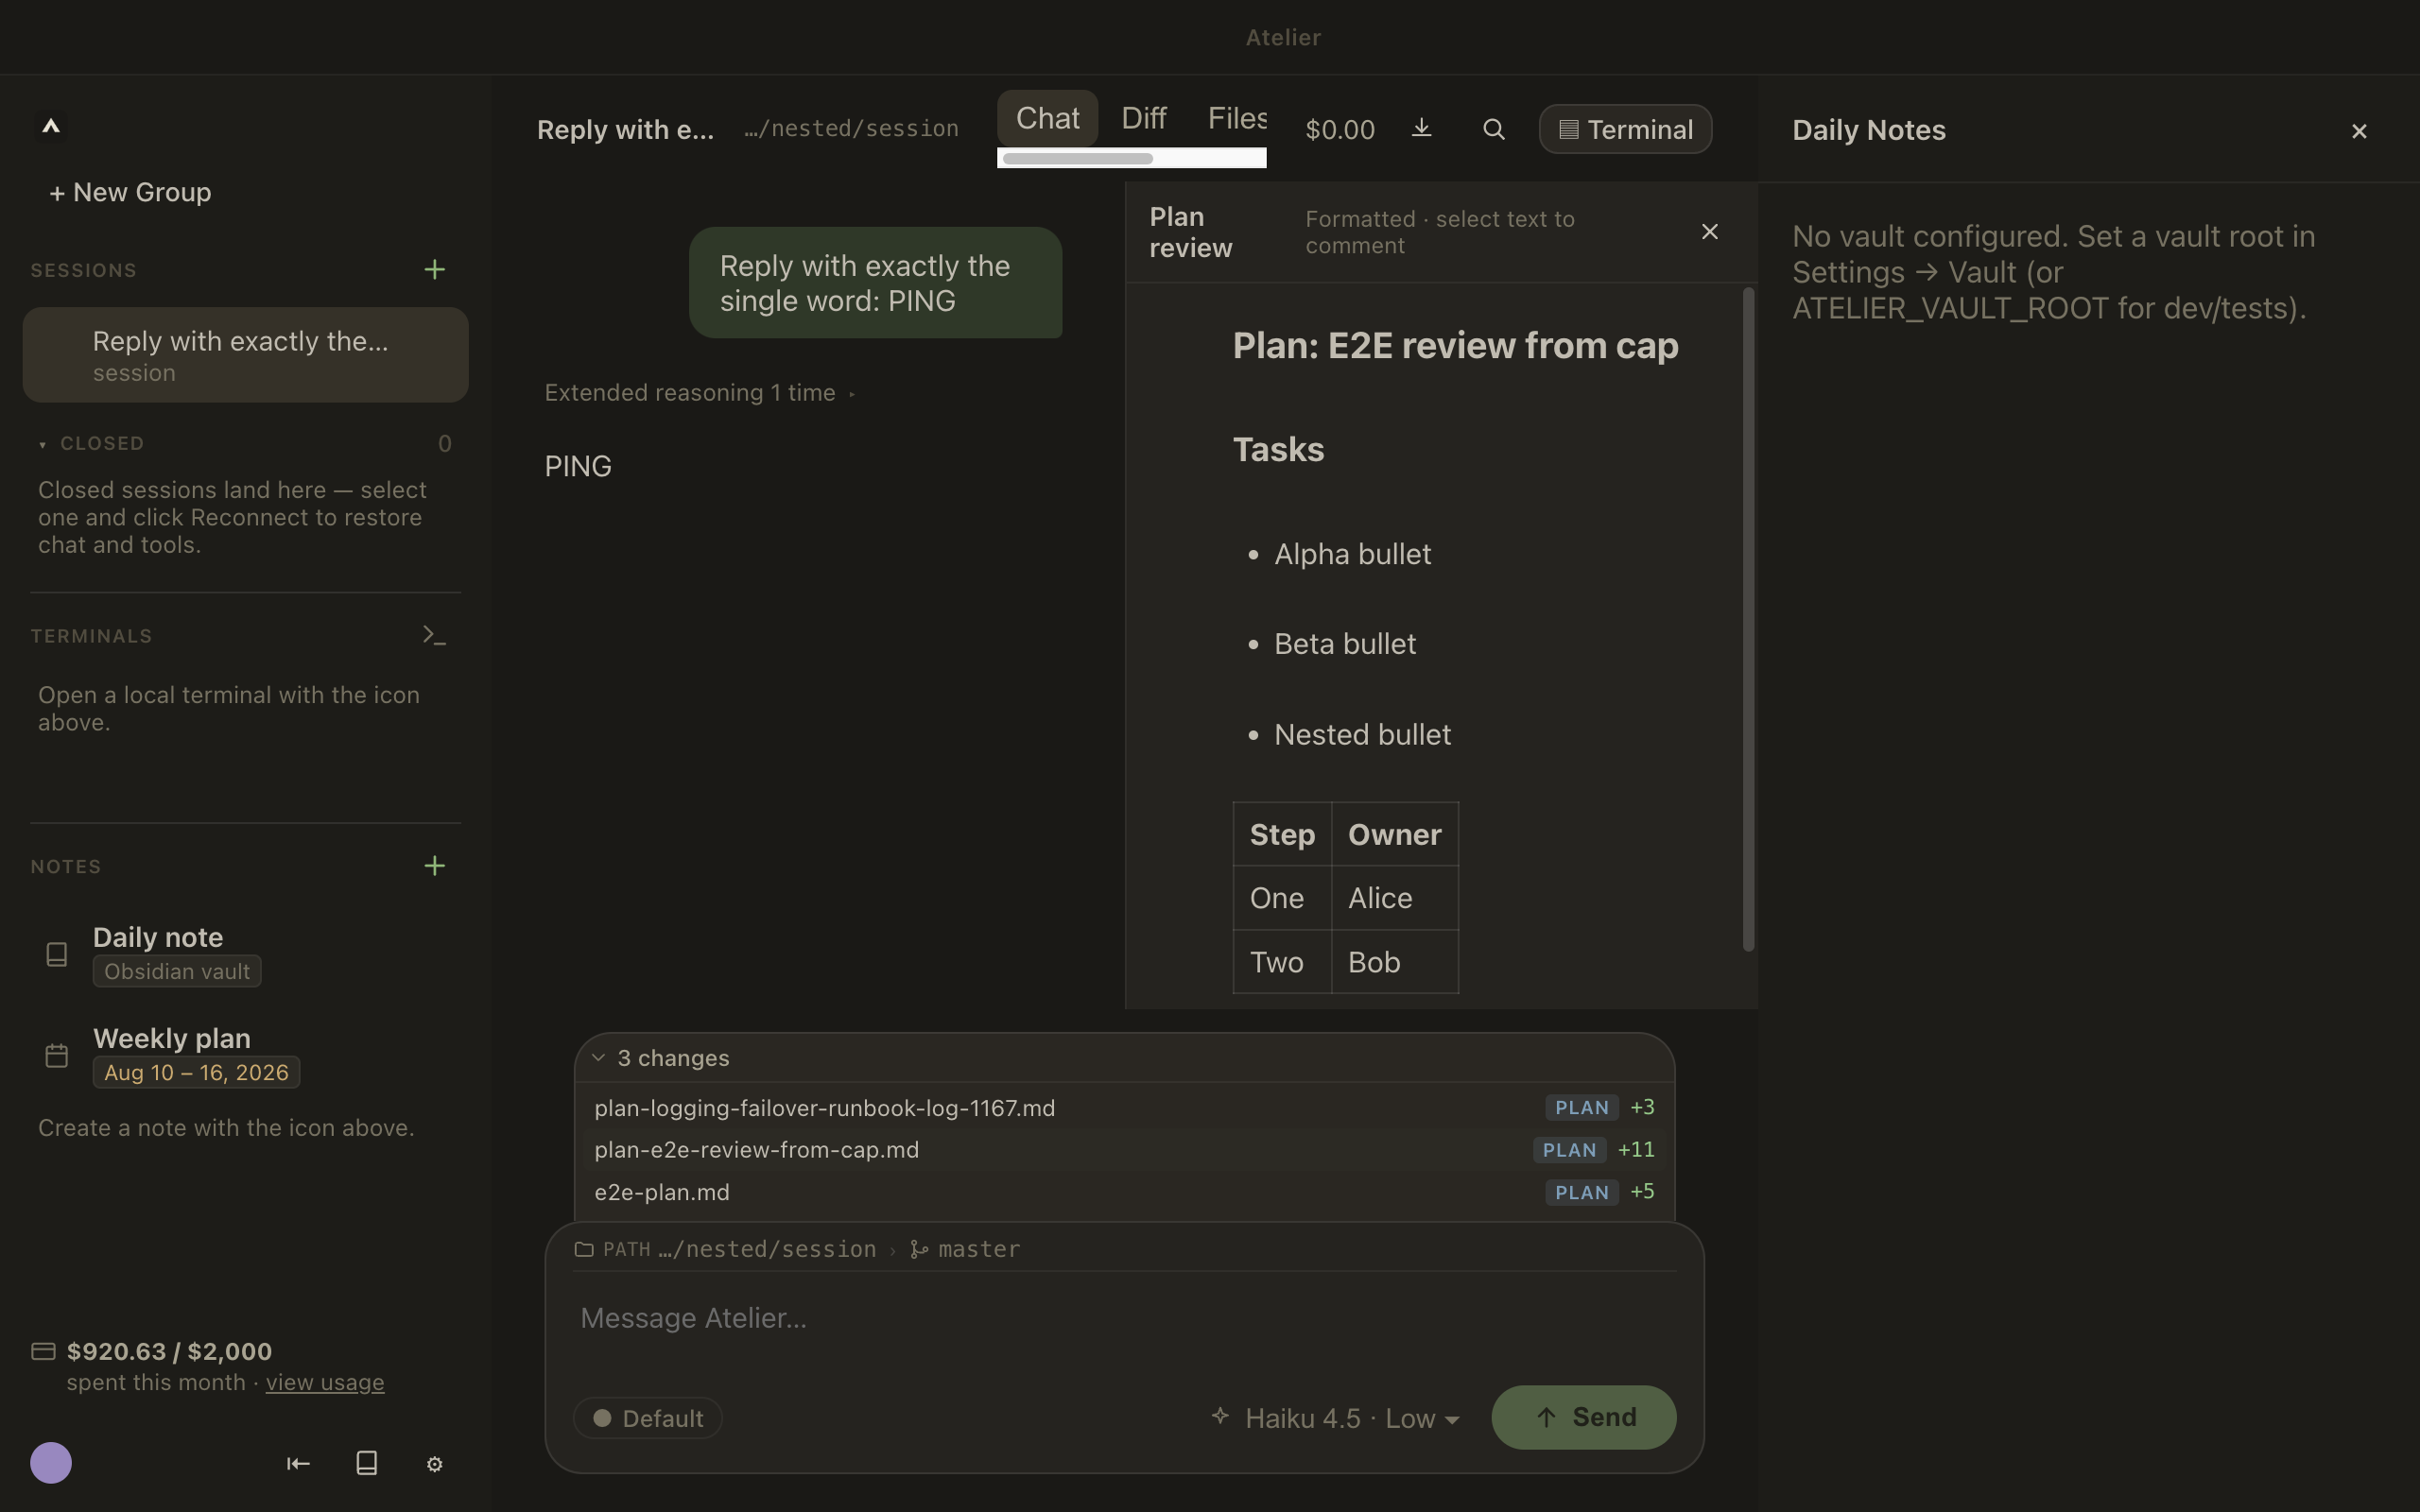 Atelier
+ New Group
SESSIONS
Reply with exactly the...
session
CLOSED 0
Closed sessions land here — select
one and click Reconnect to restore
chat and tools.
TERMINALS
Open a local terminal with the icon
above.
NOTES
Daily note
Obsidian vault
Weekly plan
Aug 10 – 16, 2026
Create a note with the icon above.
$920.63 / $2,000
spent this month · view usage
Reply with e... …/nested/session Chat Diff Files $0.00 Terminal
Reply with exactly the
single word: PING
Extended reasoning 1 time
PING
Plan
review
Formatted · select text to
comment
Plan: E2E review from cap
Tasks
• Alpha bullet
• Beta bullet
• Nested bullet
Step Owner
One Alice
Two Bob
3 changes
plan-logging-failover-runbook-log-1167.md PLAN +3
plan-e2e-review-from-cap.md PLAN +11
e2e-plan.md PLAN +5
PATH …/nested/session › master
Message Atelier...
Default Haiku 4.5 · Low Send
Daily Notes
No vault configured. Set a vault root in
Settings → Vault (or
ATELIER_VAULT_ROOT for dev/tests).